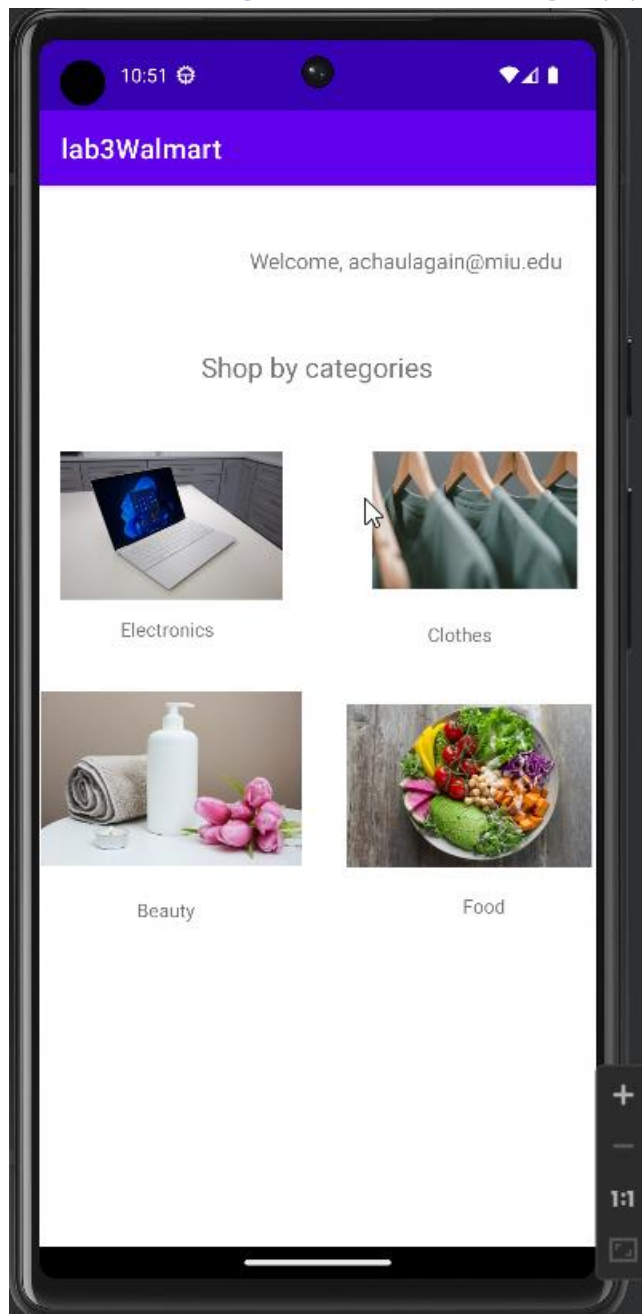 10:51
lab3Walmart
Welcome, achaulagain@miu.edu
Shop by categories
Electronics
Clothes
Beauty
Food
1:1